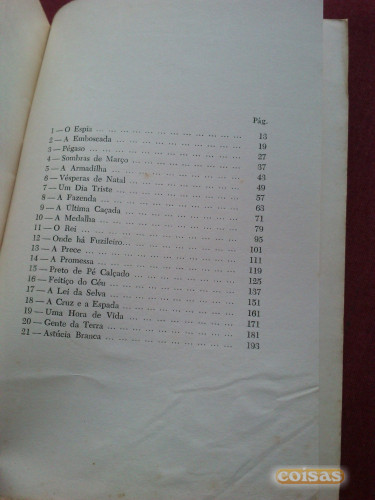 Pág.
1 — O Espia ... ... ... ... ... ... ... ... ... ... 13
2 — A Emboscada ... ... ... ... ... ... ... ... 19
3 — Pégaso ... ... ... ... ... ... ... ... ... ... 27
4 — Sombras de Março ... ... ... ... ... ... ... 37
5 — A Armadilha ... ... ... ... ... ... ... ... 43
6 — Vésperas de Natal ... ... ... ... ... ... ... 49
7 — Um Dia Triste ... ... ... ... ... ... ... ... 57
8 — A Fazenda ... ... ... ... ... ... ... ... ... 63
9 — A Última Caçada ... ... ... ... ... ... ... 71
10 — A Medalha ... ... ... ... ... ... ... ... ... 79
11 — O Rei ... ... ... ... ... ... ... ... ... ... 95
12 — Onde há Fuzileiro... ... ... ... ... ... ... 101
13 — A Prece ... ... ... ... ... ... ... ... ... 111
14 — A Promessa ... ... ... ... ... ... ... ... 119
15 — Preto de Pé Calçado ... ... ... ... ... ... 125
16 — Feitiço do Céu ... ... ... ... ... ... ... 137
17 — A Lei da Selva ... ... ... ... ... ... ... 151
18 — A Cruz e a Espada ... ... ... ... ... ... 161
19 — Uma Hora de Vida ... ... ... ... ... ... 171
20 — Gente da Terra ... ... ... ... ... ... ... 181
21 — Astúcia Branca ... ... ... ... ... ... ... 193
coisas